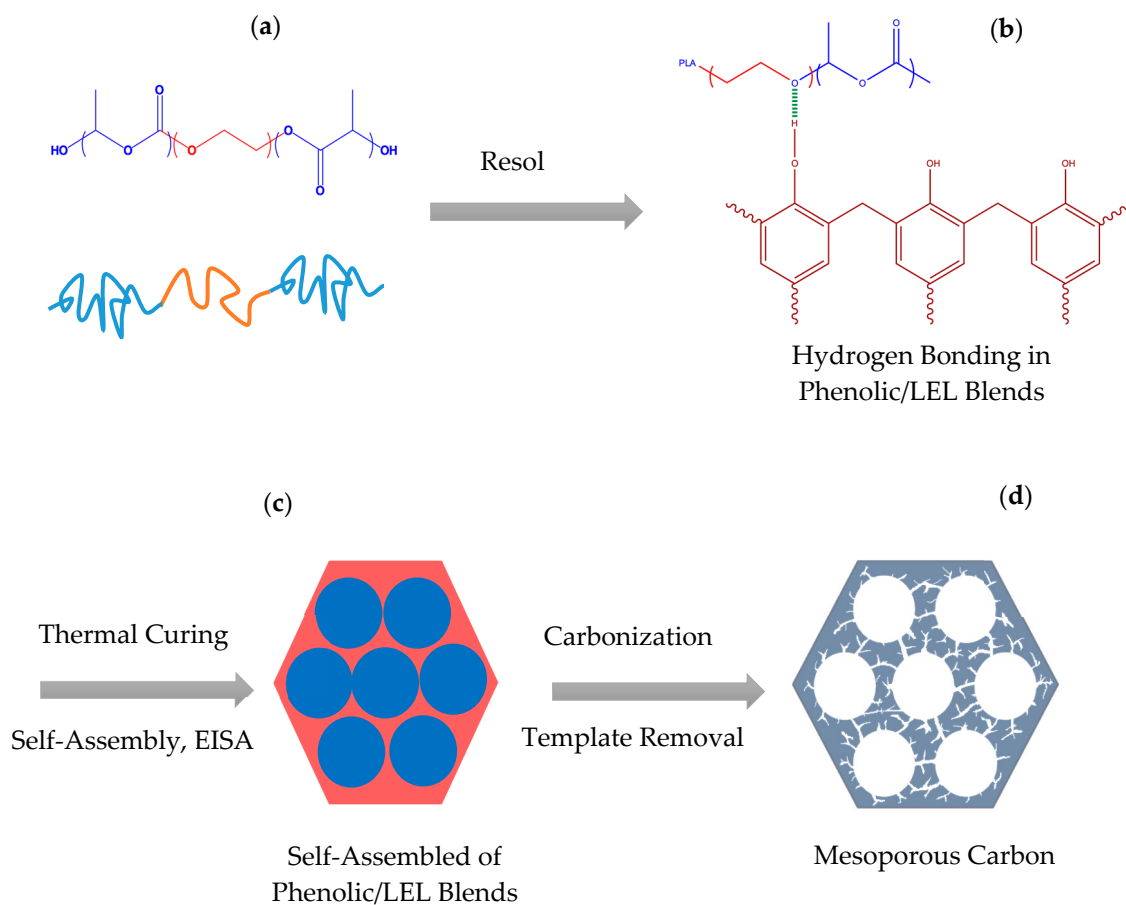 (a)
(b)
O
O
HO
O
O
O
OH
O
Resol
PLA
O
O
O
H
O
OH
OH
Hydrogen Bonding in
Phenolic/LEL Blends
(c)
(d)
Thermal Curing
Self-Assembly, EISA
Carbonization
Template Removal
Self-Assembled of
Phenolic/LEL Blends
Mesoporous Carbon